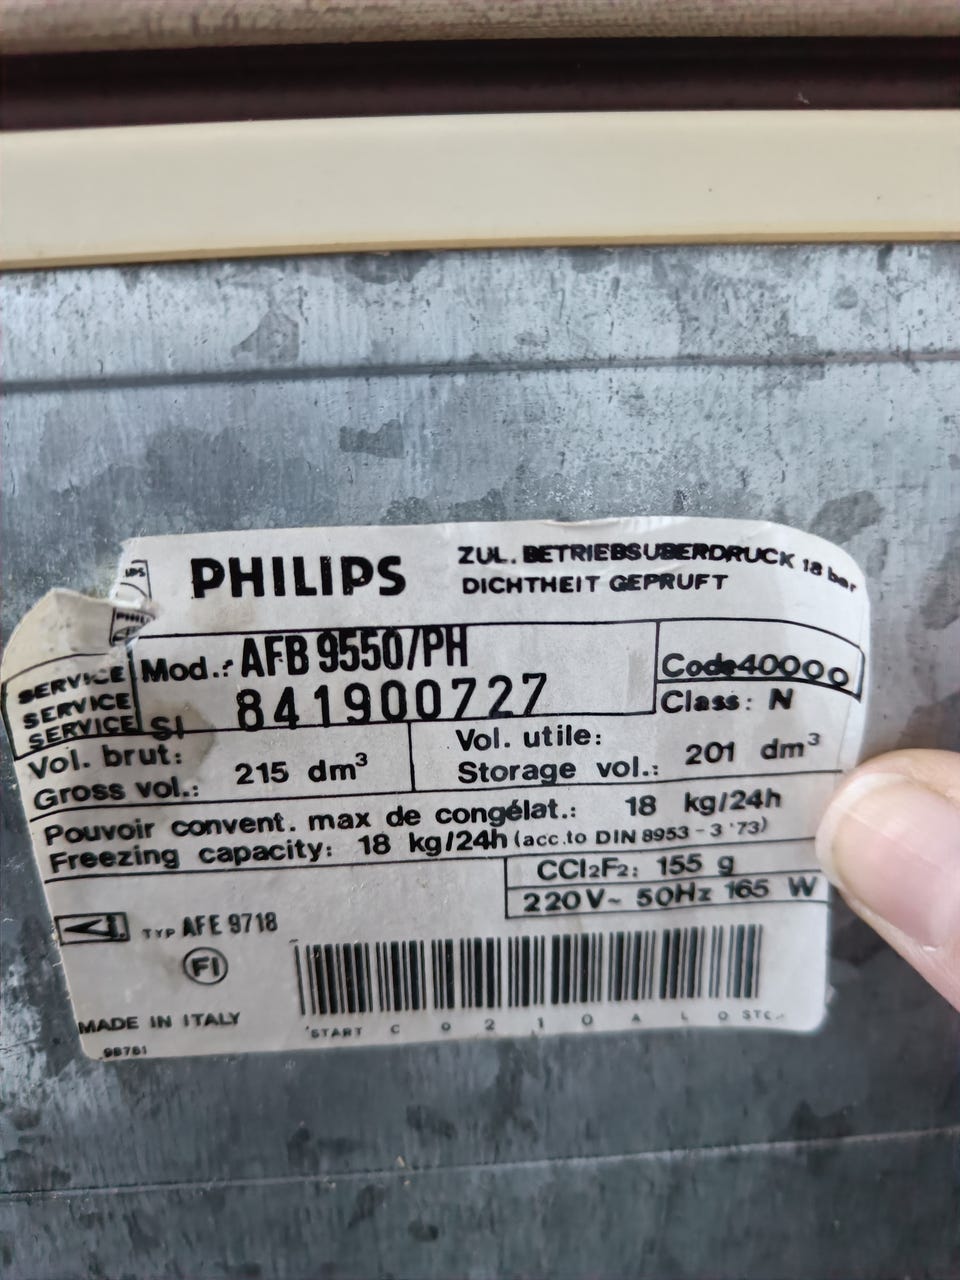 PHILIPS
ZUL. BETRIEBSUBERDRUCK 18 bar
DICHTHEIT GEPRUFT
SERVICE
SERVICE
SERVICE
Mod.: AFB 9550/PH
841900727
SI
Code 40000
Class: N
Vol. brut:
Gross vol.: 215 dm³
Vol. utile:
Storage vol.: 201 dm³
Pouvoir convent. max de congélat.: 18 kg/24h
Freezing capacity: 18 kg/24h (acc.to DIN 8953 - 3 '73)
CCl₂F₂: 155 g
220V~ 50Hz 165 W
TYP AFE 9718
FI
MADE IN ITALY
START C 0 2 1 0 A L 0